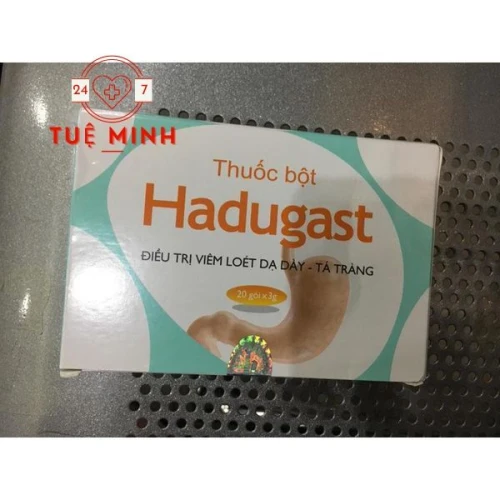 24 7
TUỆ MINH
Thuốc bột
Hadugast
ĐIỀU TRỊ VIÊM LOÉT DẠ DÀY - TÁ TRÀNG
20 gói x 3g